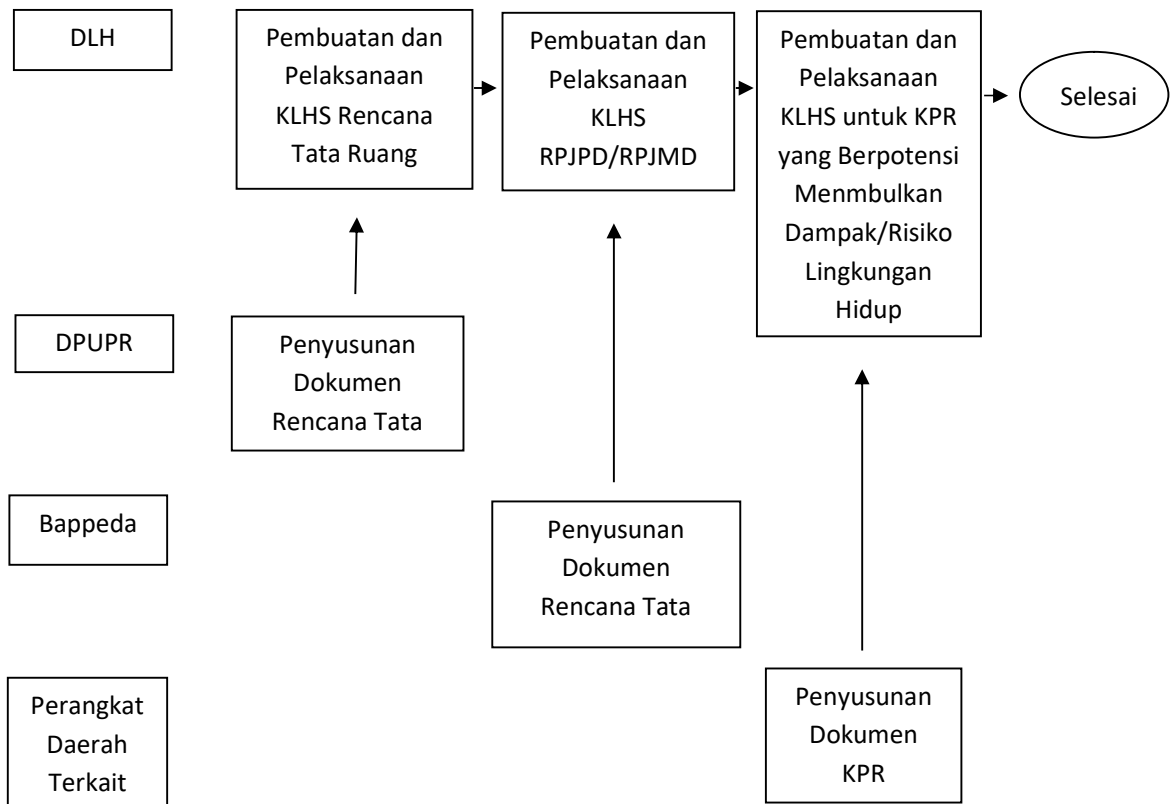 DLH
Pembuatan dan
Pelaksanaan
KLHS Rencana
Tata Ruang
Pembuatan dan
Pelaksanaan
KLHS
RPJPD/RPJMD
Pembuatan dan
Pelaksanaan
KLHS untuk KPR
yang Berpotensi
Menmbulkan
Dampak/Risiko
Lingkungan
Hidup
Selesai
DPUPR
Penyusunan
Dokumen
Rencana Tata
Bappeda
Penyusunan
Dokumen
Rencana Tata
Perangkat
Daerah
Terkait
Penyusunan
Dokumen
KPR